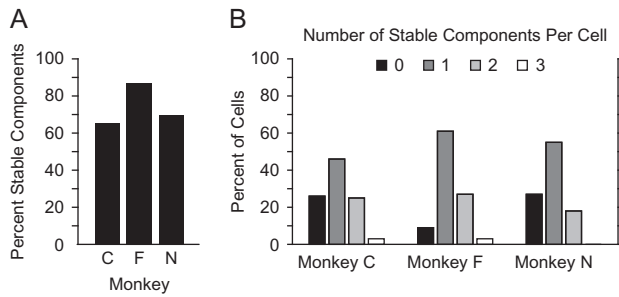 A
Percent Stable Components
100
80
60
40
20
0
C F N
Monkey
B
Number of Stable Components Per Cell
0 1 2 3
Percent of Cells
100
80
60
40
20
0
Monkey C Monkey F Monkey N